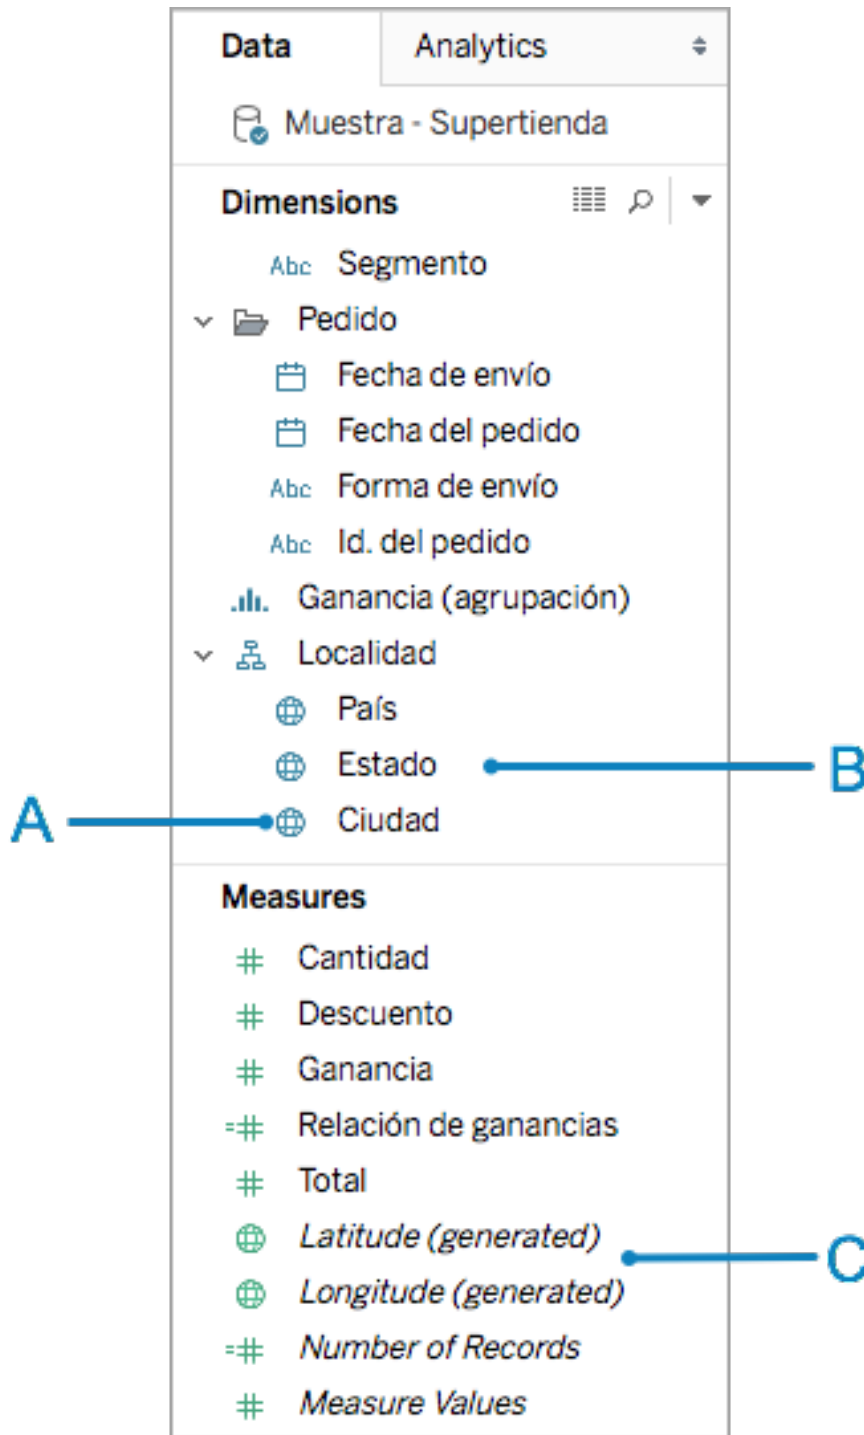 Data Analytics
Muestra - Supertienda
Dimensions
Abc Segmento
Pedido
Fecha de envío
Fecha del pedido
Abc Forma de envío
Abc Id. del pedido
Ganancia (agrupación)
Localidad
País
Estado B
A Ciudad
Measures
# Cantidad
# Descuento
# Ganancia
=# Relación de ganancias
# Total
Latitude (generated) C
Longitude (generated)
=# Number of Records
# Measure Values